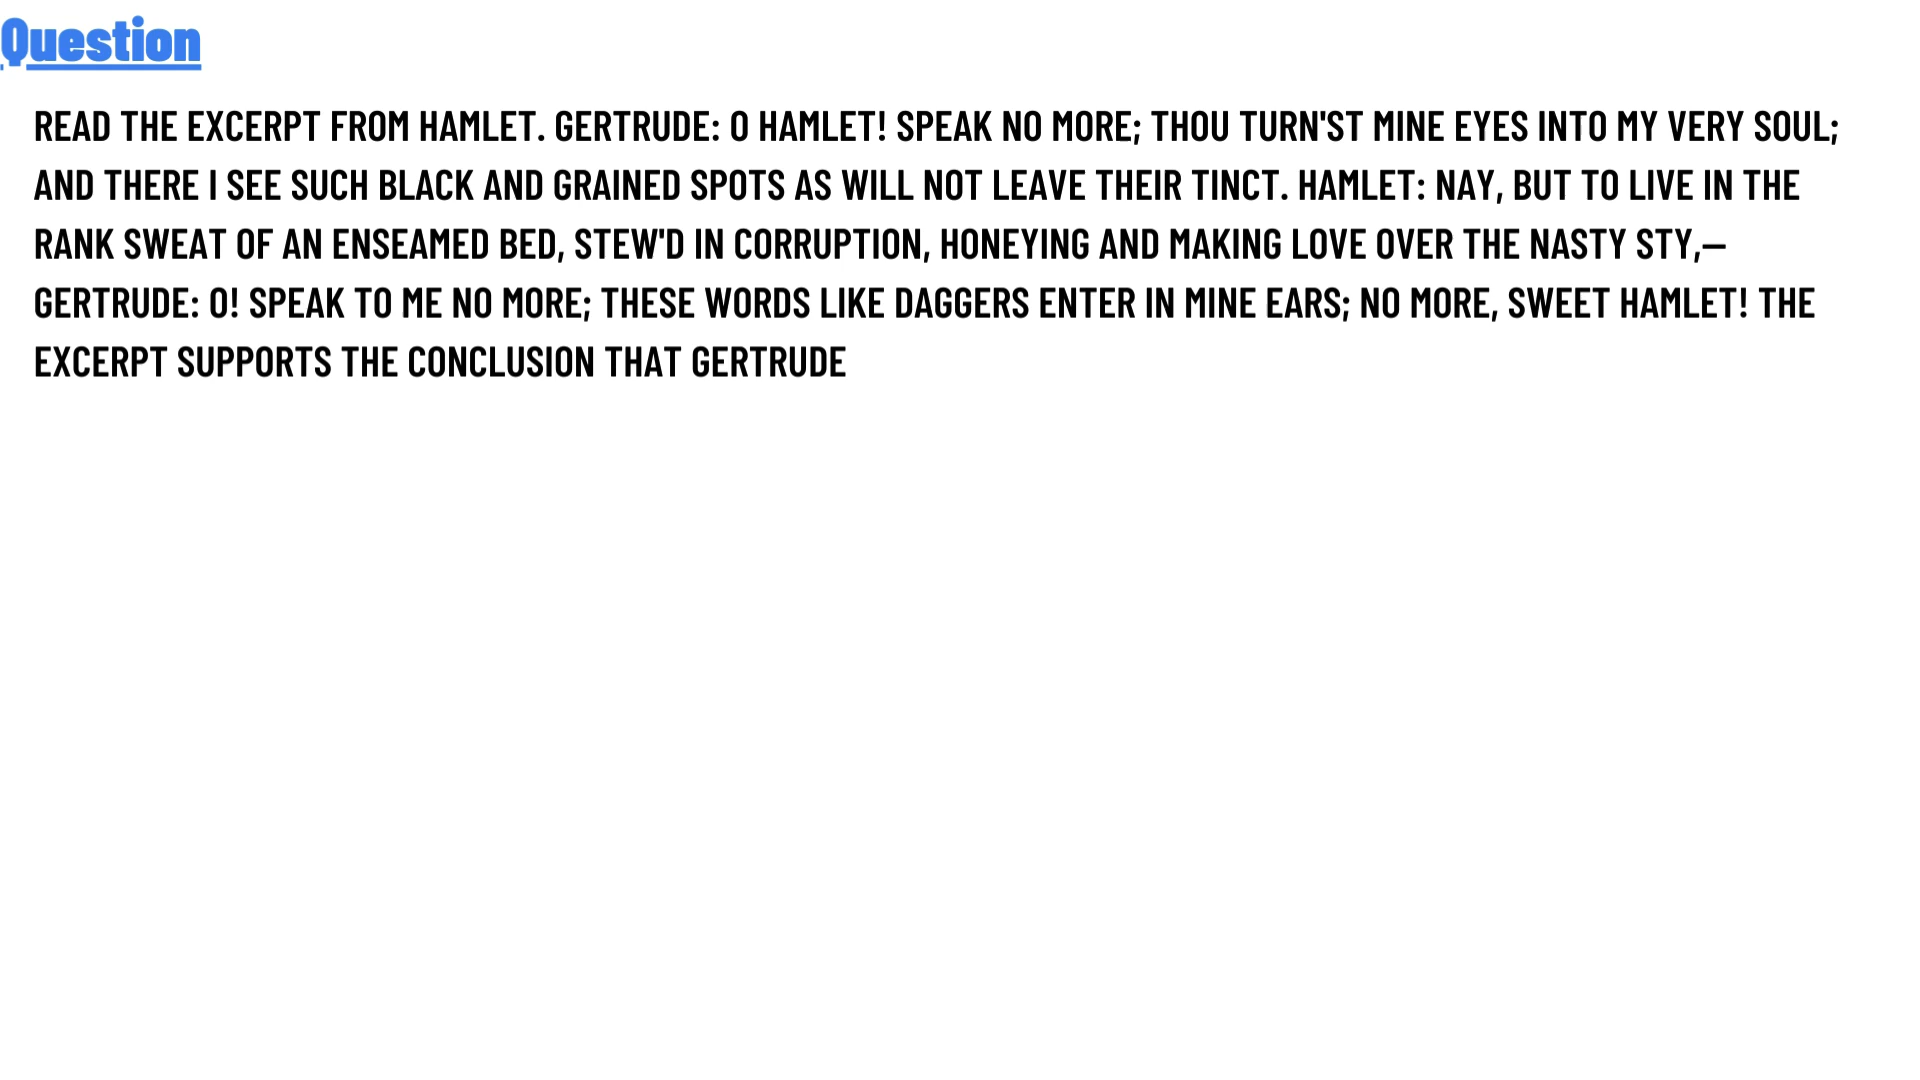 Question
READ THE EXCERPT FROM HAMLET. GERTRUDE: O HAMLET! SPEAK NO MORE; THOU TURN'ST MINE EYES INTO MY VERY SOUL;
AND THERE I SEE SUCH BLACK AND GRAINED SPOTS AS WILL NOT LEAVE THEIR TINCT. HAMLET: NAY, BUT TO LIVE IN THE
RANK SWEAT OF AN ENSEAMED BED, STEW'D IN CORRUPTION, HONEYING AND MAKING LOVE OVER THE NASTY STY,—
GERTRUDE: O! SPEAK TO ME NO MORE; THESE WORDS LIKE DAGGERS ENTER IN MINE EARS; NO MORE, SWEET HAMLET! THE
EXCERPT SUPPORTS THE CONCLUSION THAT GERTRUDE